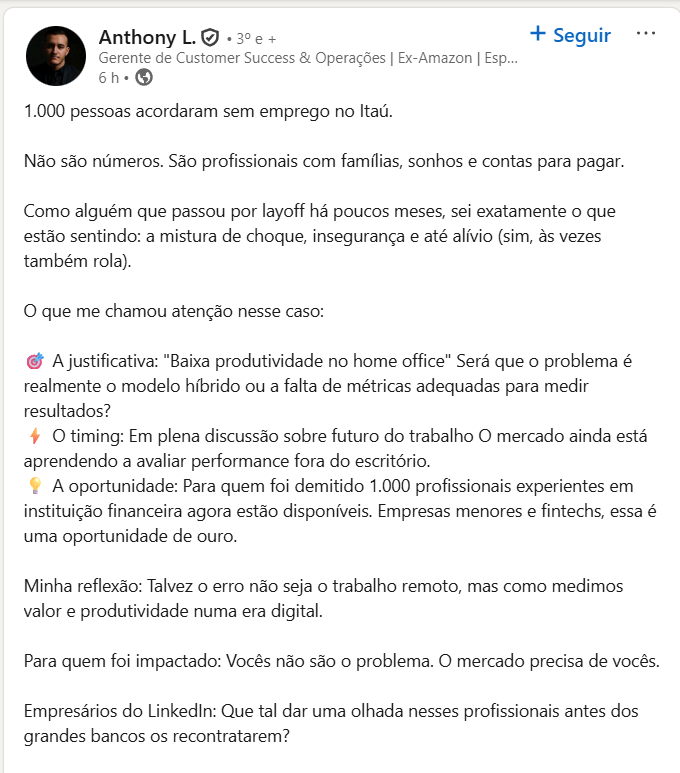 Anthony L. • 3º e +
+ Seguir
Gerente de Customer Success & Operações | Ex-Amazon | Esp...
6 h •
1.000 pessoas acordaram sem emprego no Itaú.
Não são números. São profissionais com famílias, sonhos e contas para pagar.
Como alguém que passou por layoff há poucos meses, sei exatamente o que
estão sentindo: a mistura de choque, insegurança e até alívio (sim, às vezes
também rola).
O que me chamou atenção nesse caso:
🎯 A justificativa: "Baixa produtividade no home office" Será que o problema é
realmente o modelo híbrido ou a falta de métricas adequadas para medir
resultados?
⚡ O timing: Em plena discussão sobre futuro do trabalho O mercado ainda está
aprendendo a avaliar performance fora do escritório.
💡 A oportunidade: Para quem foi demitido 1.000 profissionais experientes em
instituição financeira agora estão disponíveis. Empresas menores e fintechs, essa é
uma oportunidade de ouro.
Minha reflexão: Talvez o erro não seja o trabalho remoto, mas como medimos
valor e produtividade numa era digital.
Para quem foi impactado: Vocês não são o problema. O mercado precisa de vocês.
Empresários do LinkedIn: Que tal dar uma olhada nesses profissionais antes dos
grandes bancos os recontratarem?